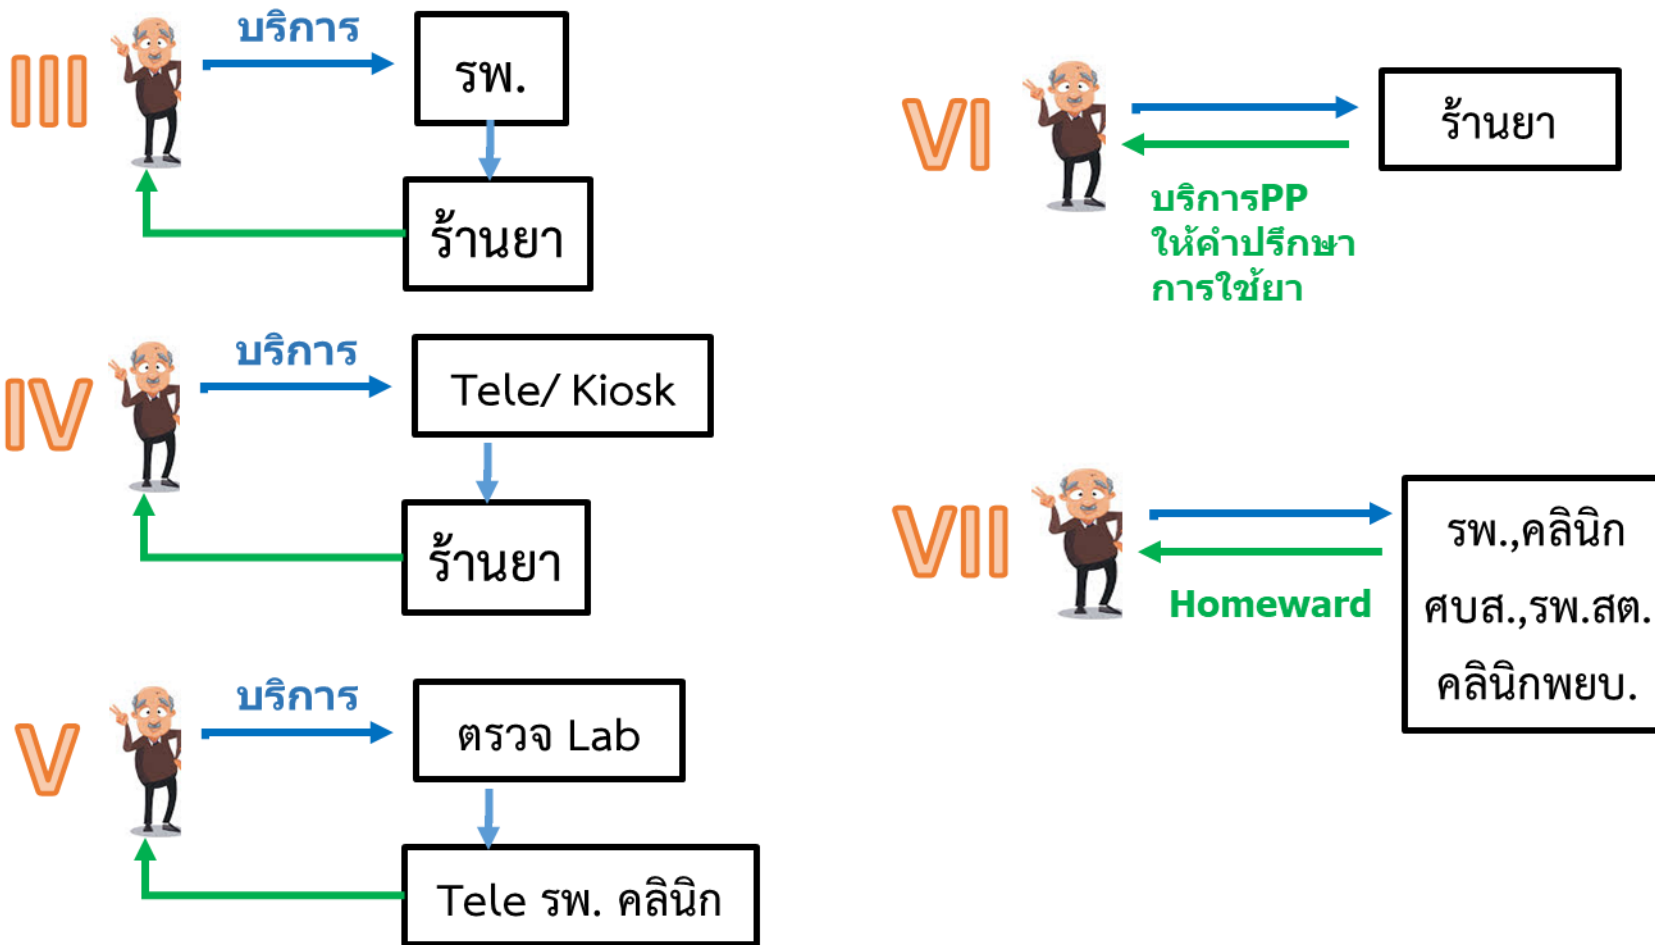 III
บริการ
รพ.
ร้านยา
IV
บริการ
Tele/ Kiosk
ร้านยา
V
บริการ
ตรวจ Lab
Tele รพ. คลินิก
VI
ร้านยา
บริการPP
ให้คำปรึกษา
การใช้ยา
VII
รพ.,คลินิก
ศบส.,รพ.สต.
คลินิกพยบ.
Homeward